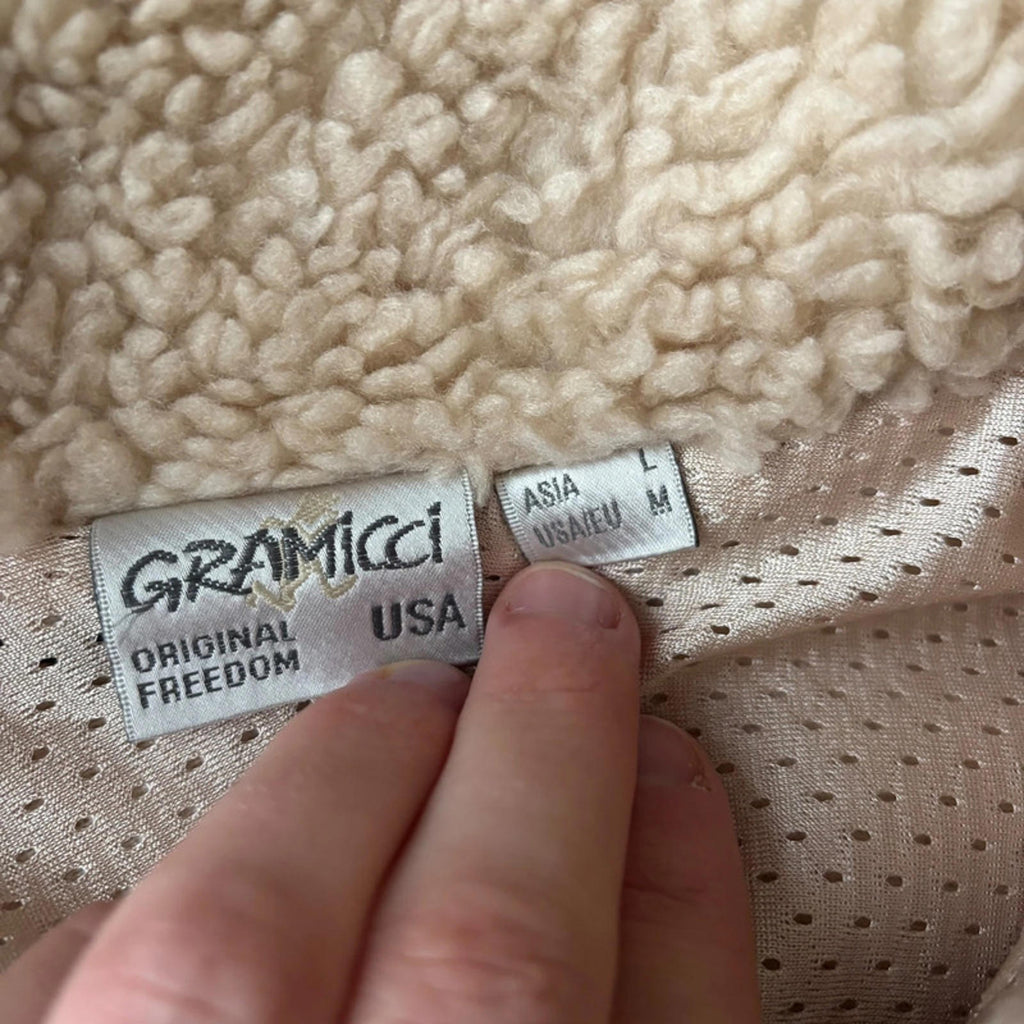 GRAMICCI
ORIGINAL
FREEDOM
USA
ASIA L
USA/EU M